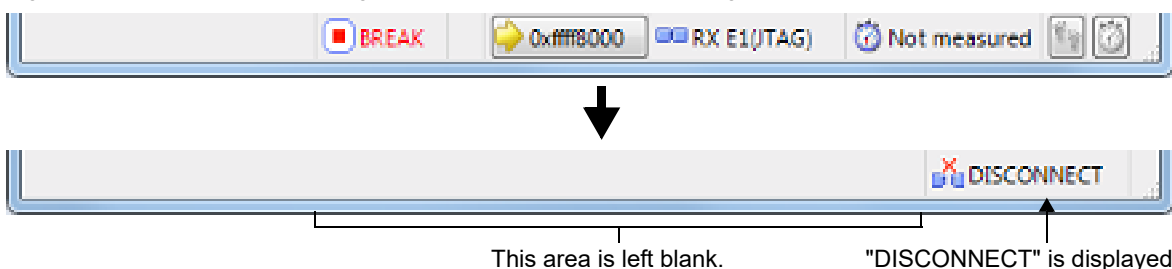 BREAK 0xffff8000 RX E1(JTAG) Not measured
DISCONNECT
This area is left blank. "DISCONNECT" is displayed